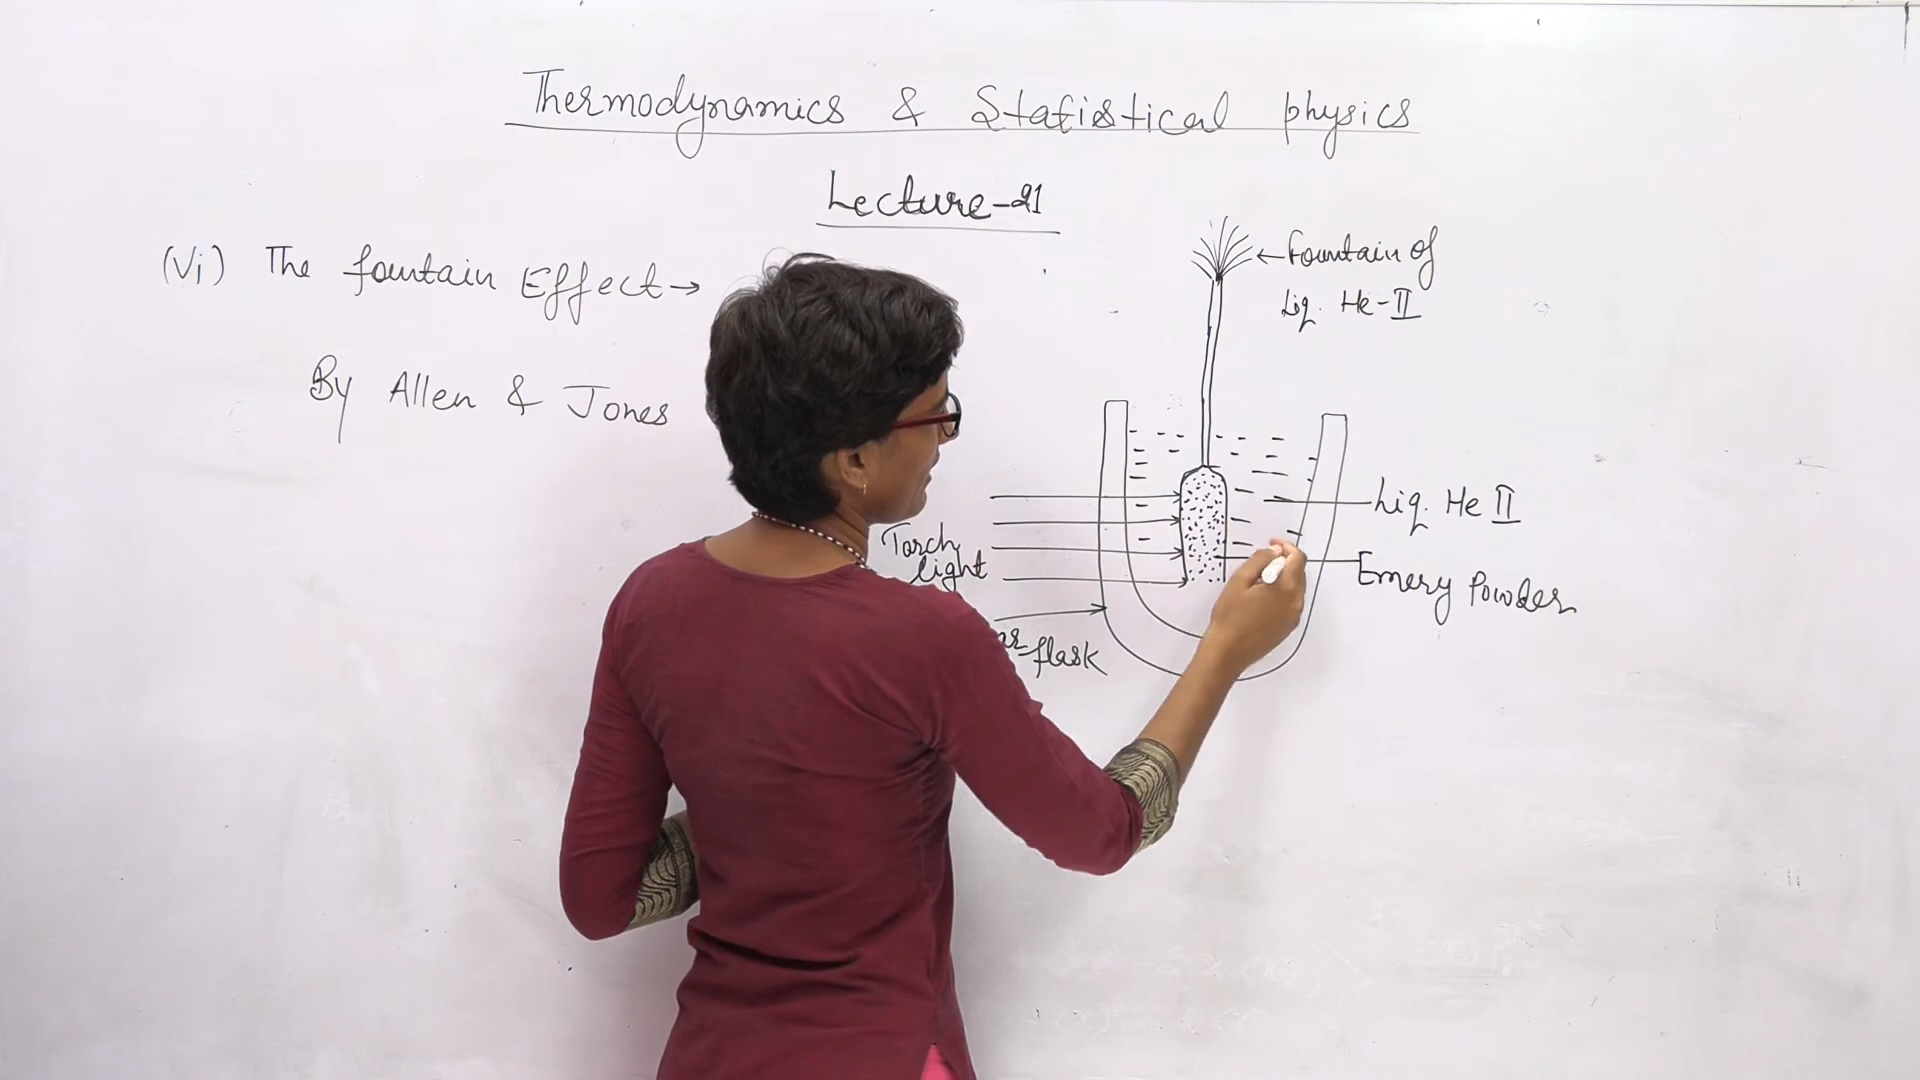 Thermodynamics & Statistical physics
Lecture-21
(Vi) The fountain Effect→
By Allen & Jones
←Fountain of
Liq. He-II
Liq. He II
Torch
light
Emery Powder
flask